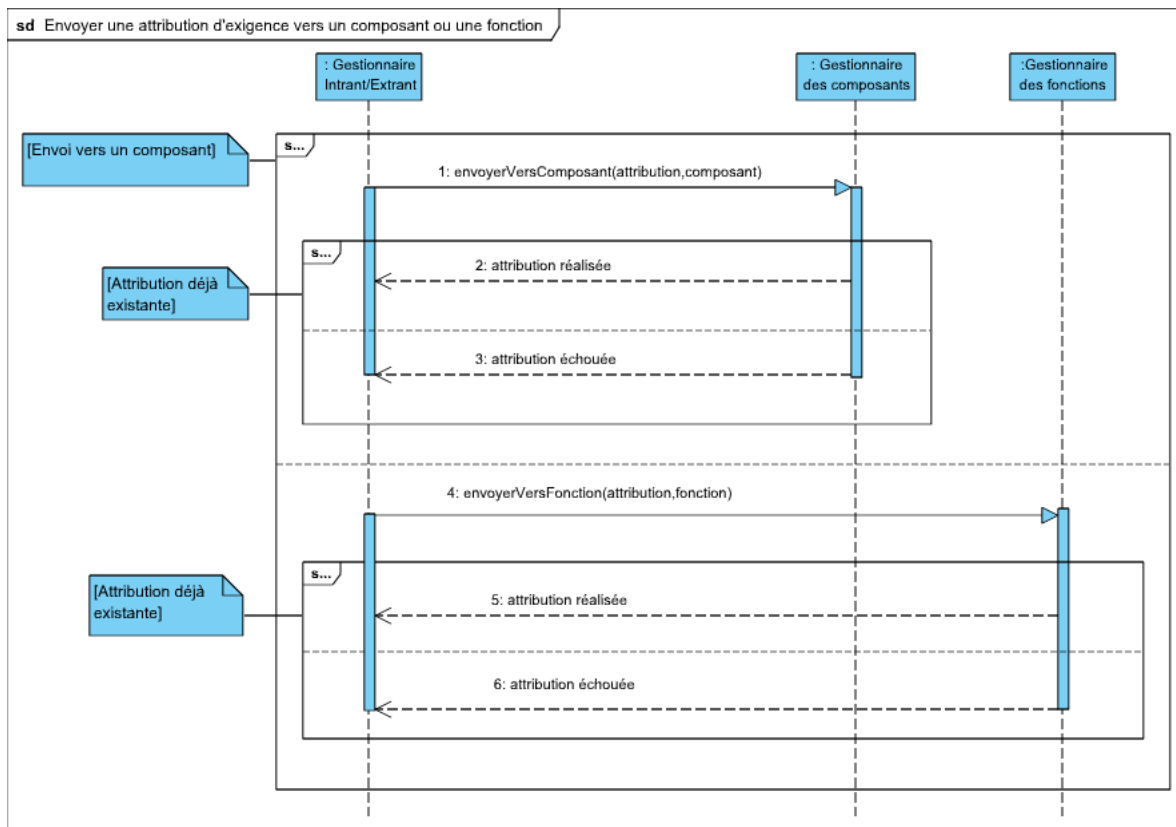 sd Envoyer une attribution d'exigence vers un composant ou une fonction
: Gestionnaire
Intrant/Extrant
: Gestionnaire
des composants
:Gestionnaire
des fonctions
[Envoi vers un composant]
s...
1: envoyerVersComposant(attribution,composant)
s...
[Attribution déjà
existante]
2: attribution réalisée
3: attribution échouée
4: envoyerVersFonction(attribution,fonction)
s...
[Attribution déjà
existante]
5: attribution réalisée
6: attribution échouée